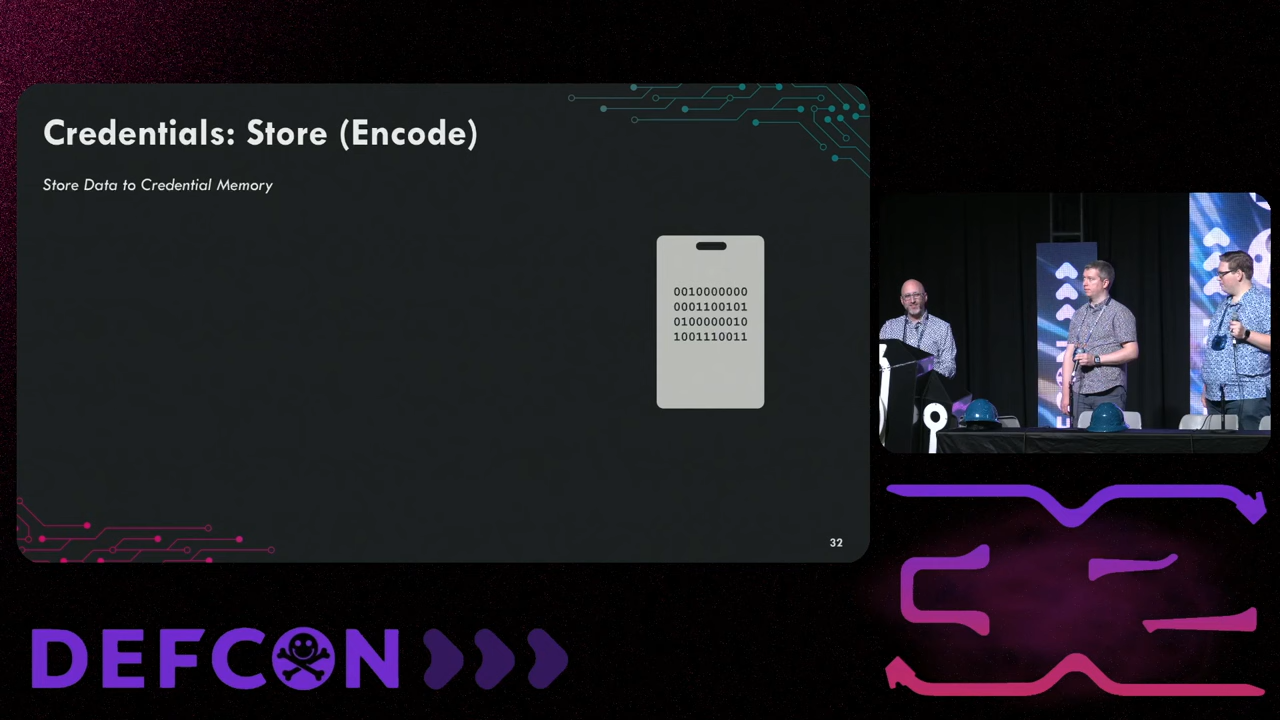 Credentials: Store (Encode)
Store Data to Credential Memory
0010000000
0001100101
0100000010
1001110011
32
DEFCON